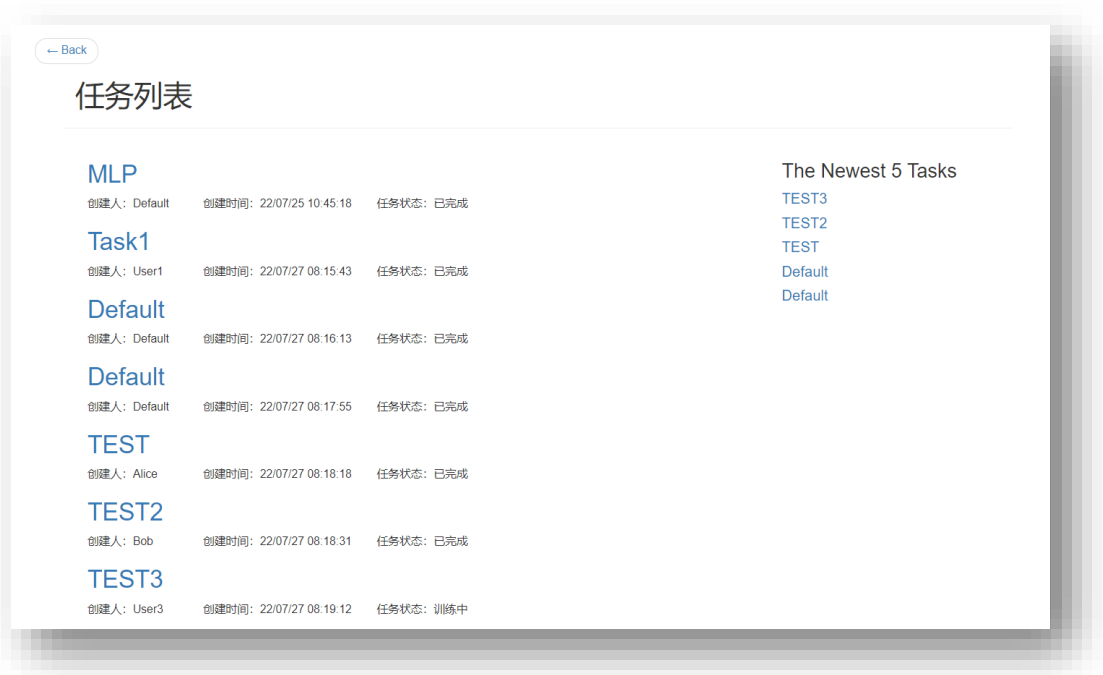 ← Back
任务列表
MLP
创建人：Default 创建时间：22/07/25 10:45:18 任务状态：已完成
Task1
创建人：User1 创建时间：22/07/27 08:15:43 任务状态：已完成
Default
创建人：Default 创建时间：22/07/27 08:16:13 任务状态：已完成
Default
创建人：Default 创建时间：22/07/27 08:17:55 任务状态：已完成
TEST
创建人：Alice 创建时间：22/07/27 08:18:18 任务状态：已完成
TEST2
创建人：Bob 创建时间：22/07/27 08:18:31 任务状态：已完成
TEST3
创建人：User3 创建时间：22/07/27 08:19:12 任务状态：训练中
The Newest 5 Tasks
TEST3
TEST2
TEST
Default
Default